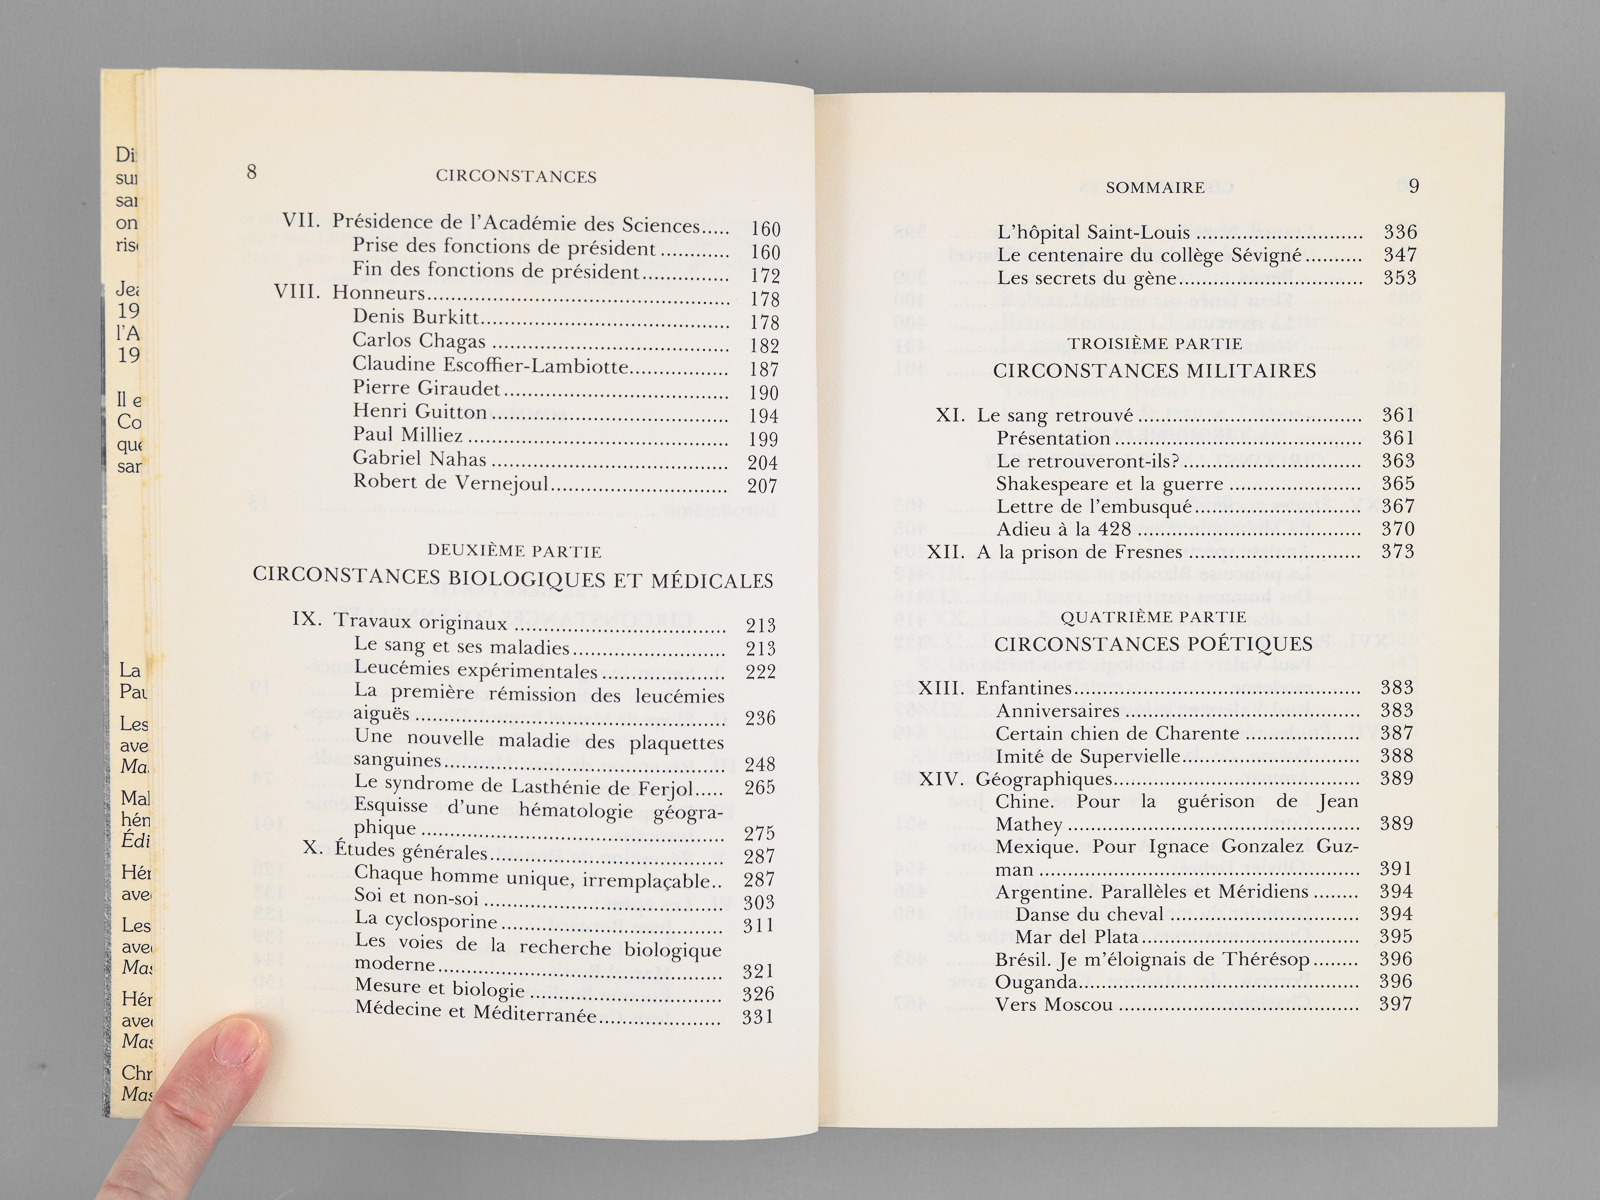 8
CIRCONSTANCES
VII. Présidence de l'Académie des Sciences..... 160
Prise des fonctions de président ............ 160
Fin des fonctions de président............... 172
VIII. Honneurs.................................................. 178
Denis Burkitt......................................... 178
Carlos Chagas ....................................... 182
Claudine Escoffier-Lambiotte................. 187
Pierre Giraudet ..................................... 190
Henri Guitton ....................................... 194
Paul Milliez ........................................... 199
Gabriel Nahas ....................................... 204
Robert de Vernejoul.............................. 207
DEUXIÈME PARTIE
CIRCONSTANCES BIOLOGIQUES ET MÉDICALES
IX. Travaux originaux ................................... 213
Le sang et ses maladies.......................... 213
Leucémies expérimentales ..................... 222
La première rémission des leucémies
aiguës .................................................... 236
Une nouvelle maladie des plaquettes
sanguines............................................... 248
Le syndrome de Lasthénie de Ferjol..... 265
Esquisse d'une hématologie géogra-
phique ................................................... 275
X. Études générales....................................... 287
Chaque homme unique, irremplaçable.. 287
Soi et non-soi ........................................ 303
La cyclosporine ..................................... 311
Les voies de la recherche biologique
moderne................................................ 321
Mesure et biologie ................................ 326
Médecine et Méditerranée..................... 331
SOMMAIRE
9
L'hôpital Saint-Louis ............................ 336
Le centenaire du collège Sévigné.......... 347
Les secrets du gène............................... 353
TROISIÈME PARTIE
CIRCONSTANCES MILITAIRES
XI. Le sang retrouvé ...................................... 361
Présentation .......................................... 361
Le retrouveront-ils?............................... 363
Shakespeare et la guerre ....................... 365
Lettre de l'embusqué............................ 367
Adieu à la 428 ...................................... 370
XII. A la prison de Fresnes ............................. 373
QUATRIÈME PARTIE
CIRCONSTANCES POÉTIQUES
XIII. Enfantines................................................ 383
Anniversaires ........................................ 383
Certain chien de Charente .................... 387
Imité de Supervielle.............................. 388
XIV. Géographiques......................................... 389
Chine. Pour la guérison de Jean
Mathey .................................................. 389
Mexique. Pour Ignace Gonzalez Guz-
man ....................................................... 391
Argentine. Parallèles et Méridiens......... 394
Danse du cheval ................................. 394
Mar del Plata..................................... 395
Brésil. Je m'éloignais de Thérésop........ 396
Ouganda................................................ 396
Vers Moscou ......................................... 397